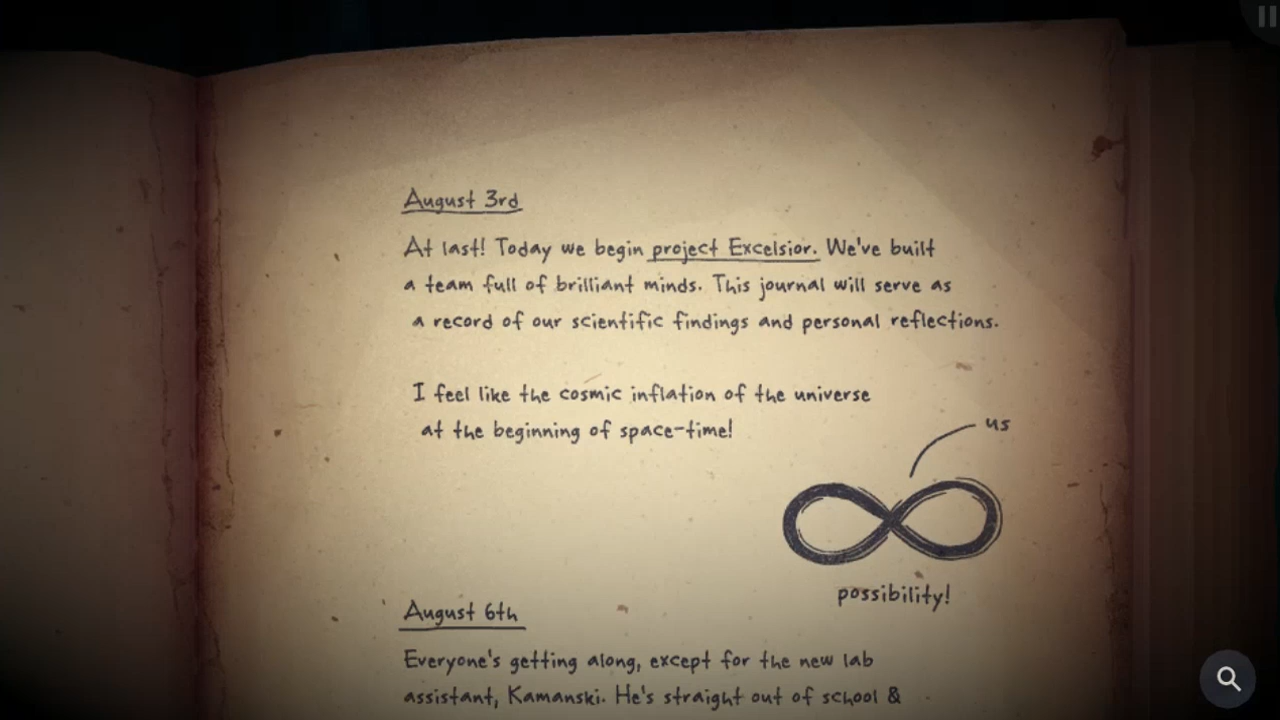 August 3rd
At last! Today we begin project Excelsior. We've built
a team full of brilliant minds. This journal will serve as
a record of our scientific findings and personal reflections.
I feel like the cosmic inflation of the universe
at the beginning of space-time!
us
possibility!
August 6th
Everyone's getting along, except for the new lab
assistant, Kamanski. He's straight out of school &